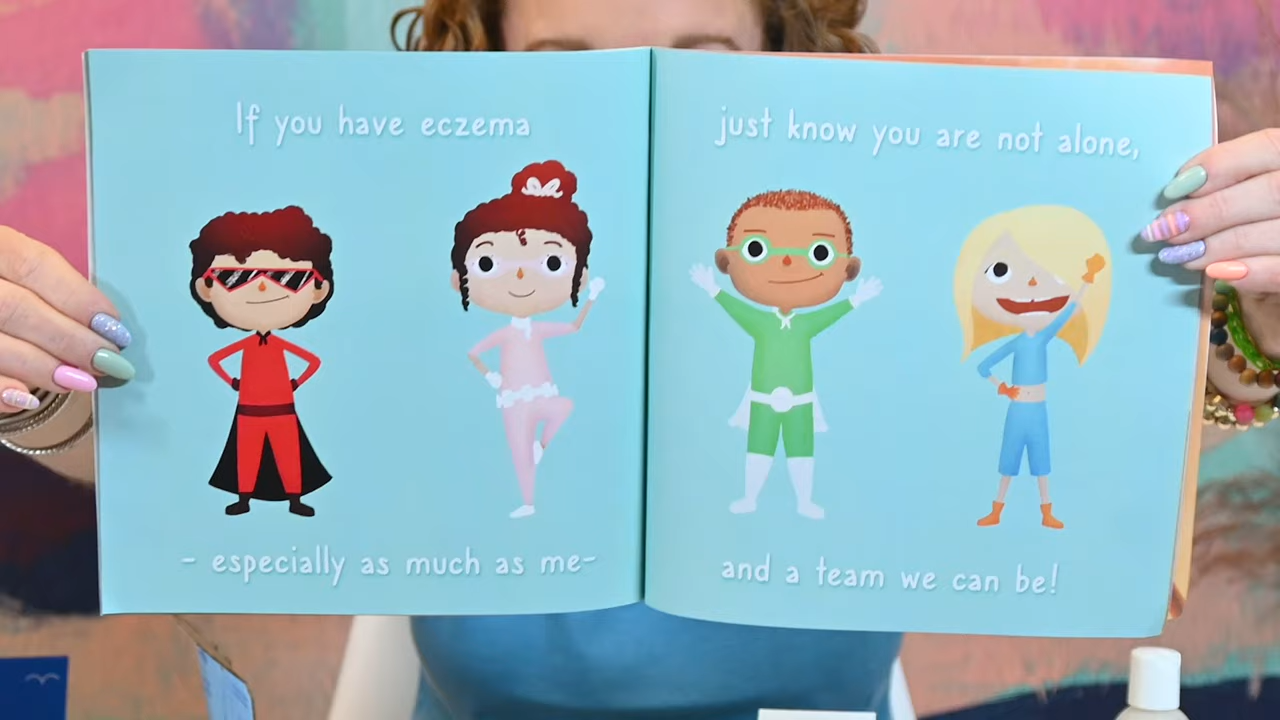 If you have eczema
- especially as much as me-
just know you are not alone,
and a team we can be!